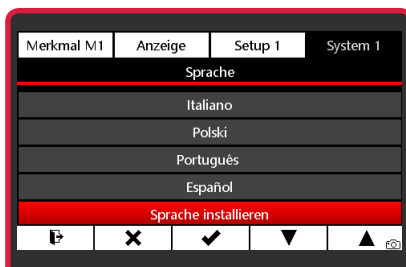 Merkmal M1 Anzeige Setup 1 System 1
Sprache
Italiano
Polski
Português
Español
Sprache installieren